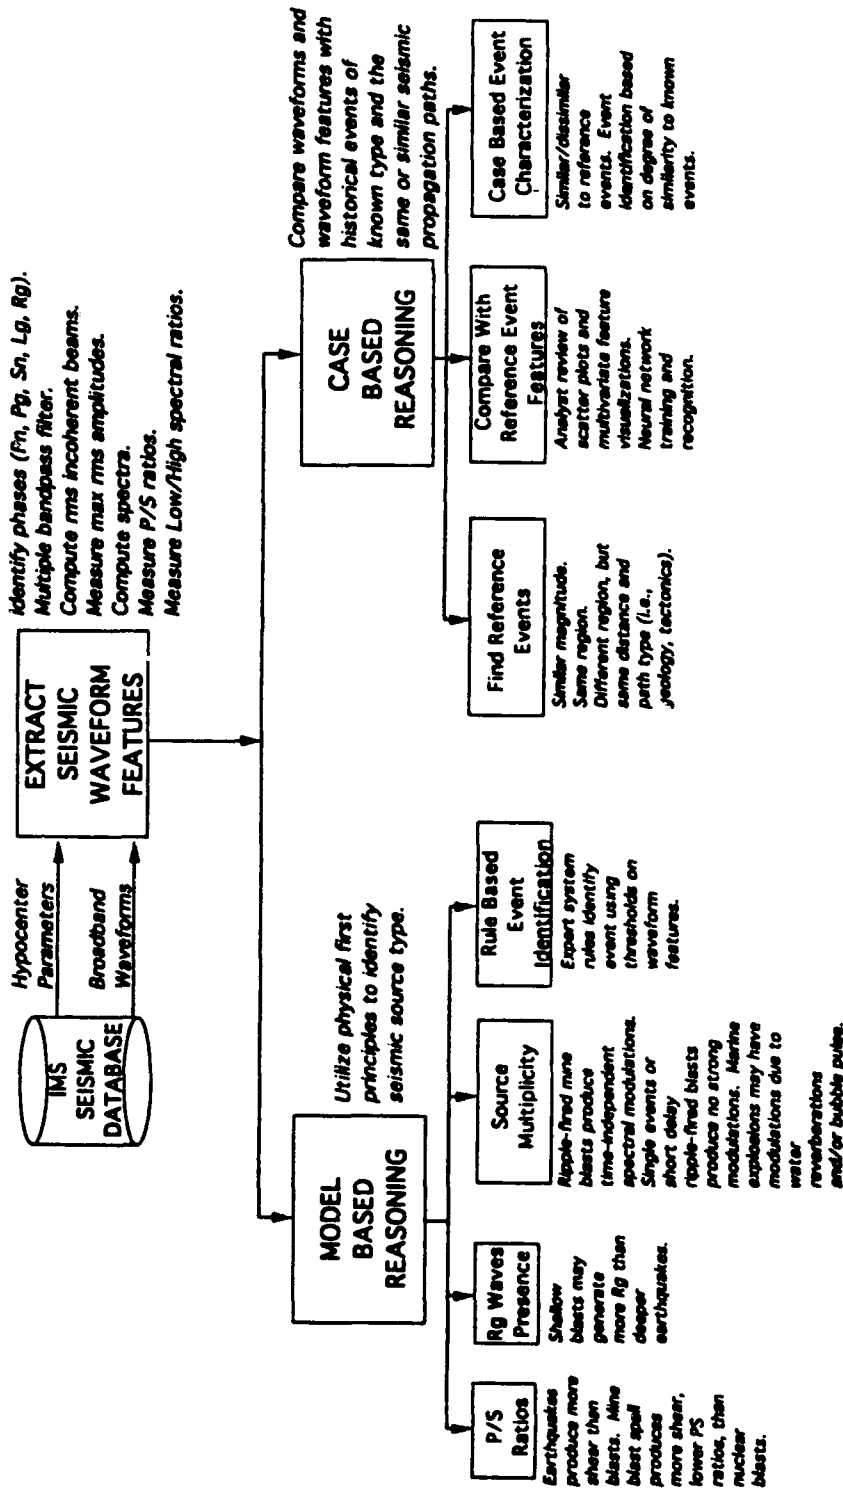 IMS
SEISMIC
DATABASE
Hypocenter
Parameters
Broadband
Waveforms
EXTRACT
SEISMIC
WAVEFORM
FEATURES
Identify phases (Pn, Pg, Sn, Lg, Rg).
Multiple bandpass filter.
Compute rms incoherent beams.
Measure max rms amplitudes.
Compute spectra.
Measure P/S ratios.
Measure Low/High spectral ratios.
MODEL
BASED
REASONING
Utilize physical first
principles to identify
seismic source type.
CASE
BASED
REASONING
Compare waveforms and
waveform features with
historical events of
known type and the
same or similar seismic
propagation paths.
P/S
Ratios
Earthquakes
produce more
shear than
blasts. Mine
blast spall
produces
more shear,
lower PS
ratios, than
nuclear
blasts.
Rg Waves
Presence
Shallow
blasts may
generate
more Rg than
deeper
earthquakes.
Source
Multiplicity
Ripple-fired mine
blasts produce
time-independent
spectral modulations.
Single events or
short delay
ripple-fired blasts
produce no strong
modulations. Marine
explosions may have
modulations due to
water
reverberations
and/or bubble pulse.
Rule Based
Event
Identification
Expert system
rules identify
event using
thresholds on
waveform
features.
Find Reference
Events
Similar magnitude.
Same region.
Different region, but
same distance and
path type (i.e.,
geology, tectonics).
Compare With
Reference Event
Features
Analyst review of
scatter plots and
multivariate feature
visualizations.
Neural network
training and
recognition.
Case Based Event
Characterization
Similar/dissimilar
to reference
events. Event
identification based
on degree of
similarity to known
events.